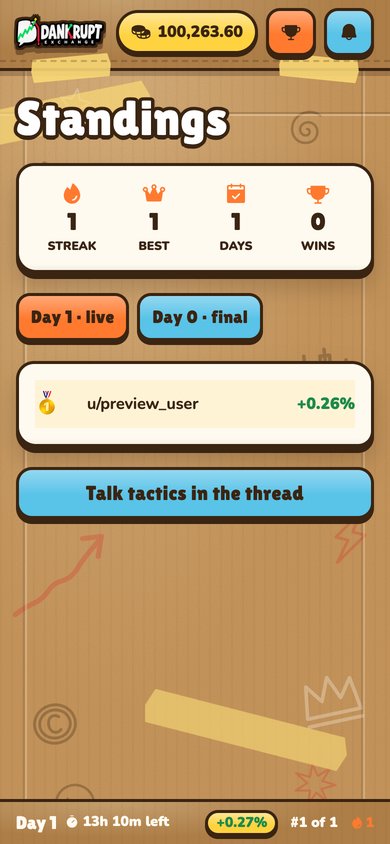 DANKRUPT
EXCHANGE
100,263.60
Standings
1 1 1 0
STREAK BEST DAYS WINS
Day 1 · live Day 0 · final
1 u/preview_user +0.26%
Talk tactics in the thread
©
Day 1 13h 10m left +0.27% #1 of 1 1